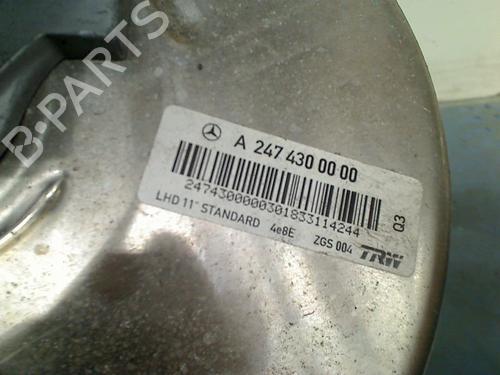 B-PARTS
A 247 430 00 00
2474300000301833114244
LHD 11" STANDARD 4e8E ZGS 004 TRW
Q3